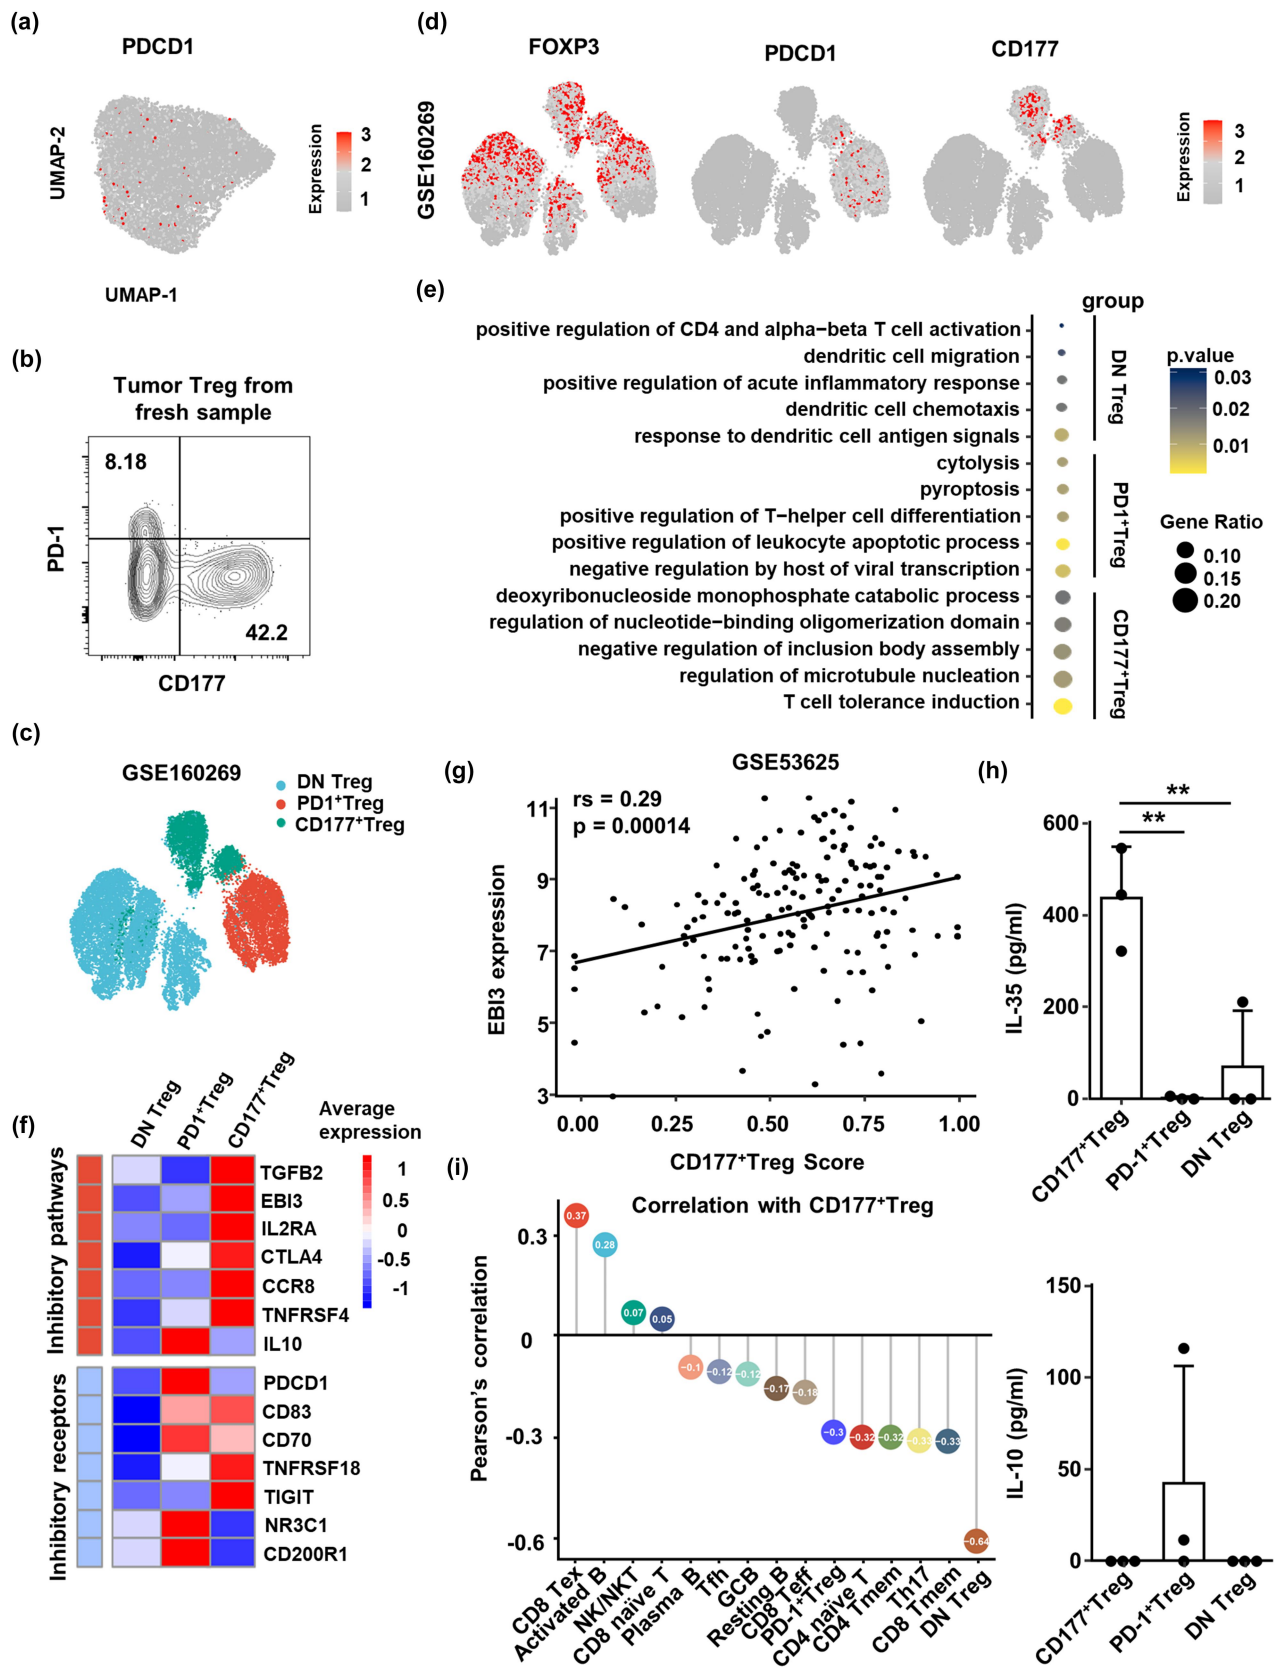 (a)
PDCD1
UMAP-2
UMAP-1
Expression
3
2
1
(b)
Tumor Treg from
fresh sample
8.18
42.2
PD-1
CD177
(c)
GSE160269
DN Treg
PD1⁺Treg
CD177⁺Treg
(d)
GSE160269
FOXP3
PDCD1
CD177
Expression
3
2
1
(e)
group
positive regulation of CD4 and alpha−beta T cell activation
dendritic cell migration
positive regulation of acute inflammatory response
dendritic cell chemotaxis
response to dendritic cell antigen signals
cytolysis
pyroptosis
positive regulation of T−helper cell differentiation
positive regulation of leukocyte apoptotic process
negative regulation by host of viral transcription
deoxyribonucleoside monophosphate catabolic process
regulation of nucleotide−binding oligomerization domain
negative regulation of inclusion body assembly
regulation of microtubule nucleation
T cell tolerance induction
DN Treg
PD1⁺Treg
CD177⁺Treg
p.value
0.03
0.02
0.01
Gene Ratio
0.10
0.15
0.20
(f)
DN Treg
PD1⁺Treg
CD177⁺Treg
Average
expression
1
0.5
0
-0.5
-1
Inhibitory pathways
TGFB2
EBI3
IL2RA
CTLA4
CCR8
TNFRSF4
IL10
Inhibitory receptors
PDCD1
CD83
CD70
TNFRSF18
TIGIT
NR3C1
CD200R1
(g)
GSE53625
rs = 0.29
p = 0.00014
EBI3 expression
11
9
7
5
3
0.00
0.25
0.50
0.75
1.00
CD177⁺Treg Score
(h)
**
**
IL-35 (pg/ml)
600
400
200
0
CD177⁺Treg
PD-1⁺Treg
DN Treg
IL-10 (pg/ml)
150
100
50
0
CD177⁺Treg
PD-1⁺Treg
DN Treg
(i)
Correlation with CD177⁺Treg
Pearson's correlation
0.3
0
-0.3
-0.6
0.37
0.28
0.07
0.05
−0.1
−0.12
−0.12
−0.17
−0.18
−0.3
−0.32
−0.32
−0.33
−0.33
−0.64
CD8 Tex
Activated B
NK/NKT
CD8 naïve T
Plasma B
Tfh
GCB
Resting B
CD8 Teff
PD-1⁺Treg
CD4 naïve T
CD4 Tmem
Th17
CD8 Tmem
DN Treg